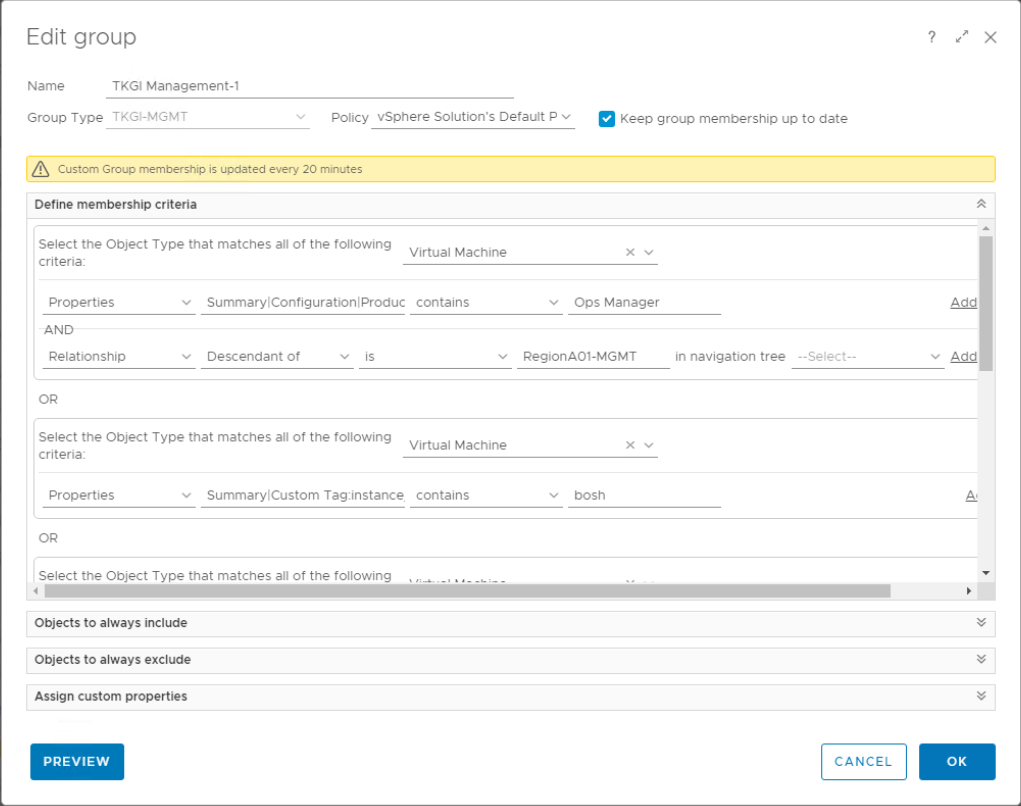 Edit group
?
Name TKGI Management-1
Group Type TKGI-MGMT Policy vSphere Solution's Default P Keep group membership up to date
Custom Group membership is updated every 20 minutes
Define membership criteria
Select the Object Type that matches all of the following
criteria:
Virtual Machine
Properties Summary|Configuration|Produc contains Ops Manager Add
AND
Relationship Descendant of is RegionA01-MGMT in navigation tree --Select-- Add
OR
Select the Object Type that matches all of the following
criteria:
Virtual Machine
Properties Summary|Custom Tag:instance_ contains bosh
OR
Select the Object Type that matches all of the following
Virtual Machine
Objects to always include
Objects to always exclude
Assign custom properties
PREVIEW CANCEL OK